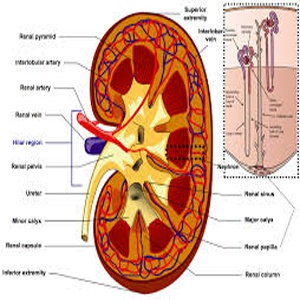 Superior
extremity
Renal pyramid
Interlobar
vein
Interlobular artery
Renal artery
Renal vein
Hilar region
Renal pelvis
Nephron
Ureter
Renal sinus
Minor calyx
Major calyx
Renal capsule
Renal papilla
Inferior extremity
Renal column